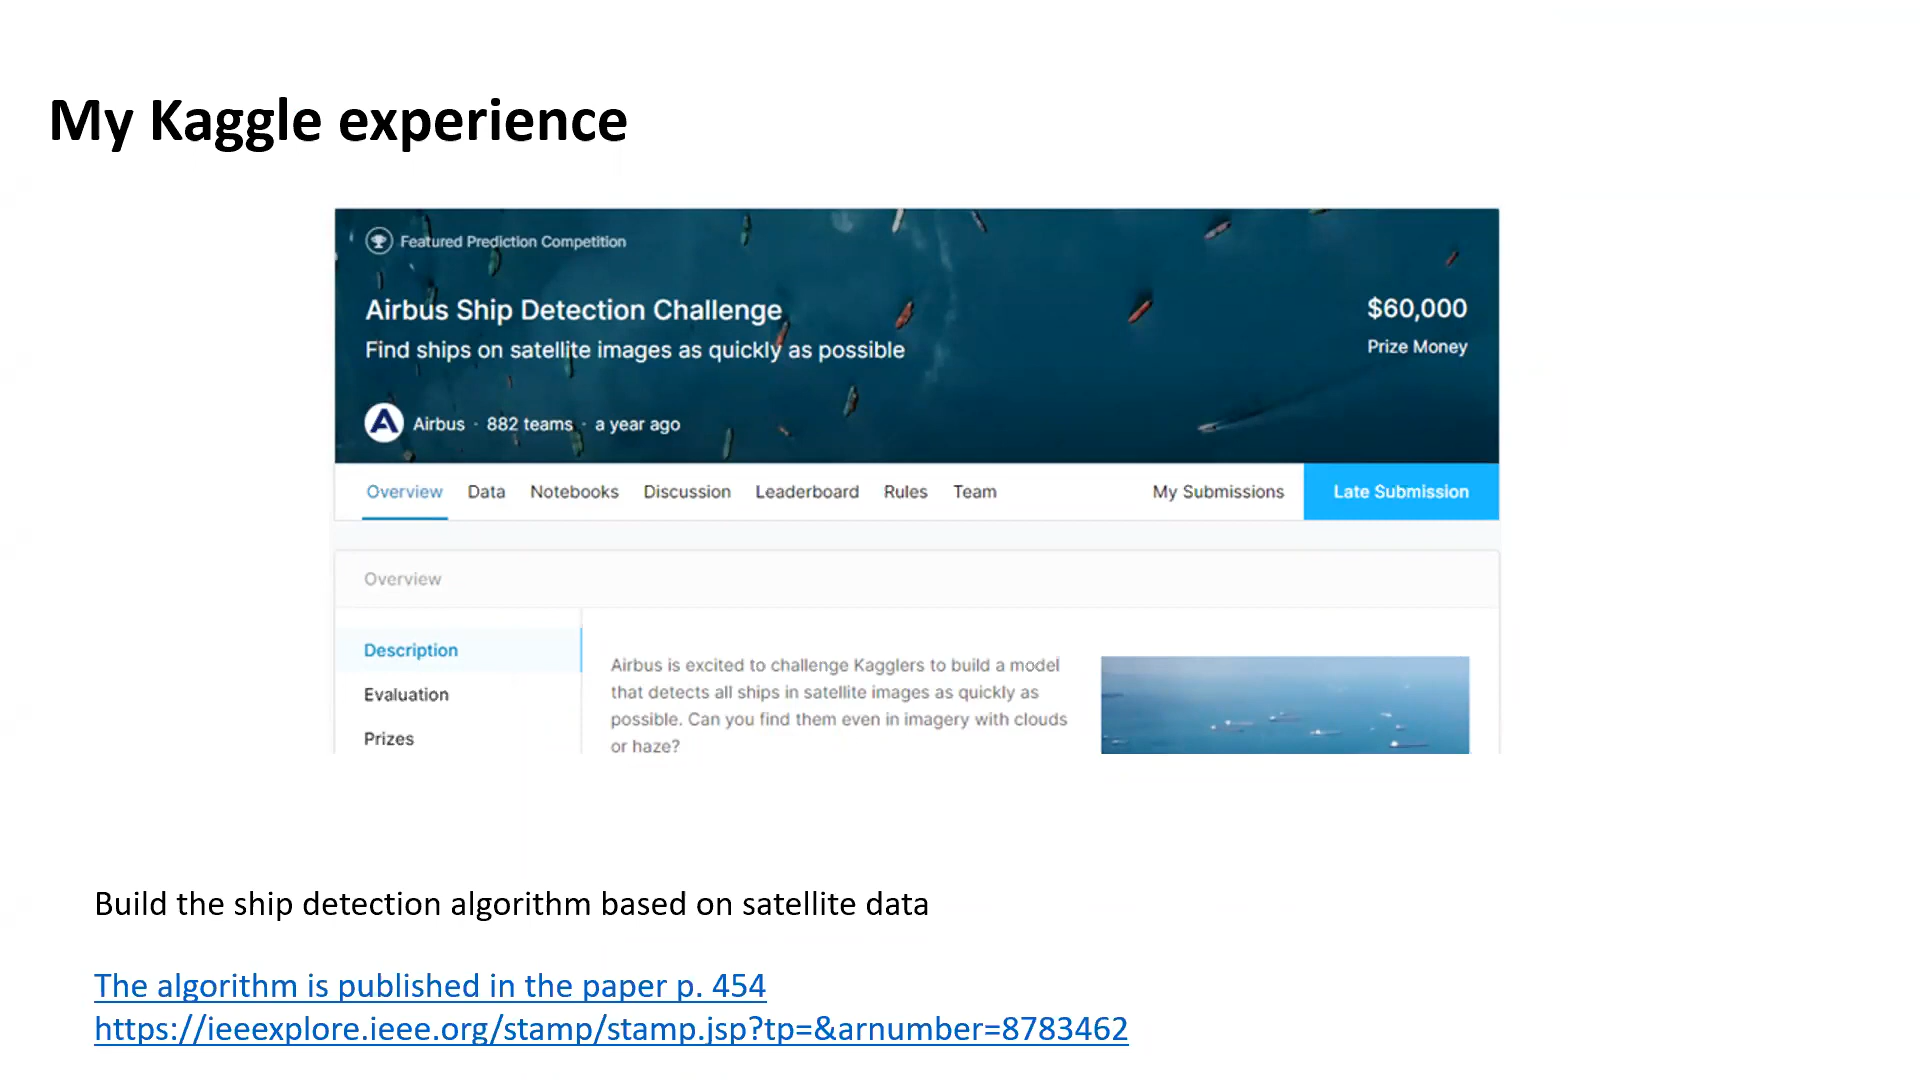 My Kaggle experience
Featured Prediction Competition
Airbus Ship Detection Challenge
$60,000
Find ships on satellite images as quickly as possible
Prize Money
Airbus · 882 teams · a year ago
Overview Data Notebooks Discussion Leaderboard Rules Team My Submissions Late Submission
Overview
Description
Evaluation
Prizes
Airbus is excited to challenge Kagglers to build a model
that detects all ships in satellite images as quickly as
possible. Can you find them even in imagery with clouds
or haze?
Build the ship detection algorithm based on satellite data
The algorithm is published in the paper p. 454
https://ieeexplore.ieee.org/stamp/stamp.jsp?tp=&arnumber=8783462